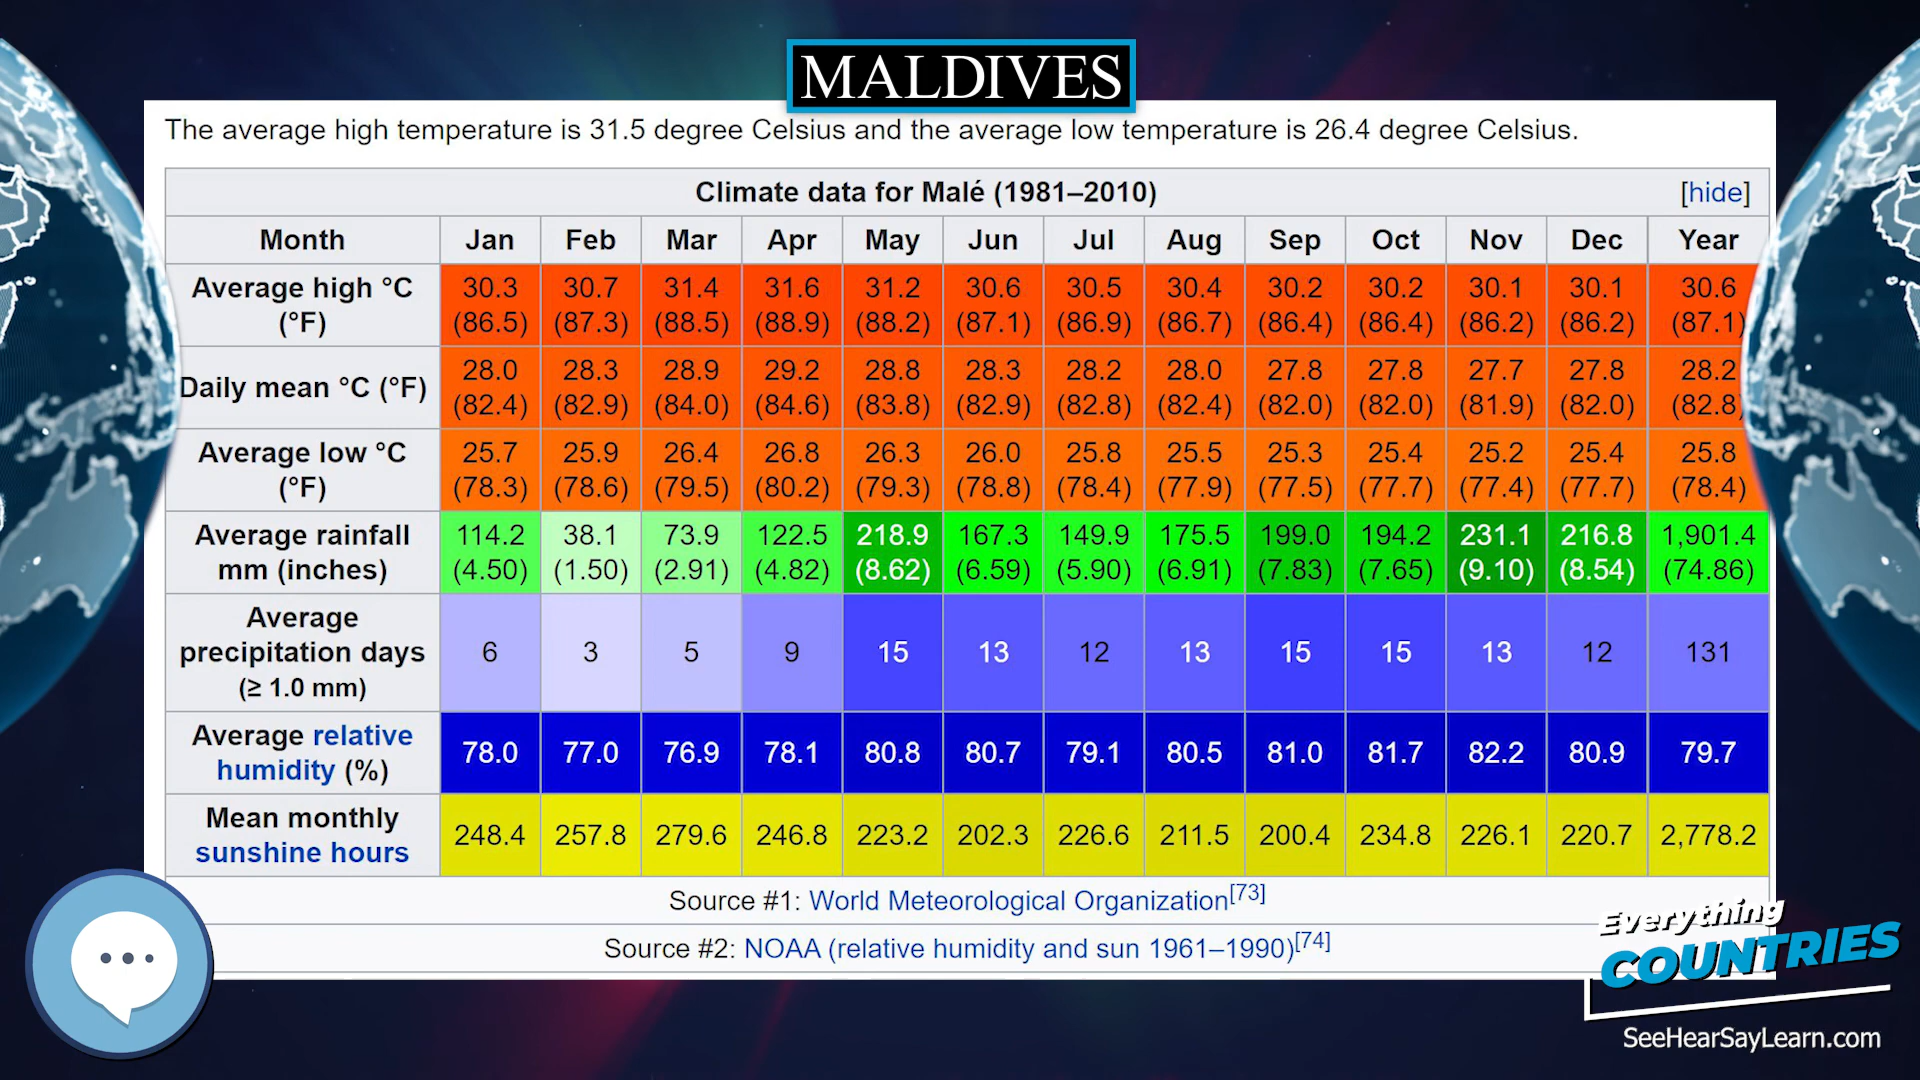 MALDIVES
The average high temperature is 31.5 degree Celsius and the average low temperature is 26.4 degree Celsius.
Climate data for Malé (1981–2010) [hide]
Month Jan Feb Mar Apr May Jun Jul Aug Sep Oct Nov Dec Year
Average high °C 30.3 30.7 31.4 31.6 31.2 30.6 30.5 30.4 30.2 30.2 30.1 30.1 30.6
(°F) (86.5) (87.3) (88.5) (88.9) (88.2) (87.1) (86.9) (86.7) (86.4) (86.4) (86.2) (86.2) (87.1)
Daily mean °C (°F) 28.0 28.3 28.9 29.2 28.8 28.3 28.2 28.0 27.8 27.8 27.7 27.8 28.2
(82.4) (82.9) (84.0) (84.6) (83.8) (82.9) (82.8) (82.4) (82.0) (82.0) (81.9) (82.0) (82.8)
Average low °C 25.7 25.9 26.4 26.8 26.3 26.0 25.8 25.5 25.3 25.4 25.2 25.4 25.8
(°F) (78.3) (78.6) (79.5) (80.2) (79.3) (78.8) (78.4) (77.9) (77.5) (77.7) (77.4) (77.7) (78.4)
Average rainfall 114.2 38.1 73.9 122.5 218.9 167.3 149.9 175.5 199.0 194.2 231.1 216.8 1,901.4
mm (inches) (4.50) (1.50) (2.91) (4.82) (8.62) (6.59) (5.90) (6.91) (7.83) (7.65) (9.10) (8.54) (74.86)
Average
precipitation days 6 3 5 9 15 13 12 13 15 15 13 12 131
(≥ 1.0 mm)
Average relative
humidity (%) 78.0 77.0 76.9 78.1 80.8 80.7 79.1 80.5 81.0 81.7 82.2 80.9 79.7
Mean monthly
sunshine hours 248.4 257.8 279.6 246.8 223.2 202.3 226.6 211.5 200.4 234.8 226.1 220.7 2,778.2
Source #1: World Meteorological Organization[73]
Source #2: NOAA (relative humidity and sun 1961–1990)[74]
Everything
COUNTRIES
SeeHearSayLearn.com